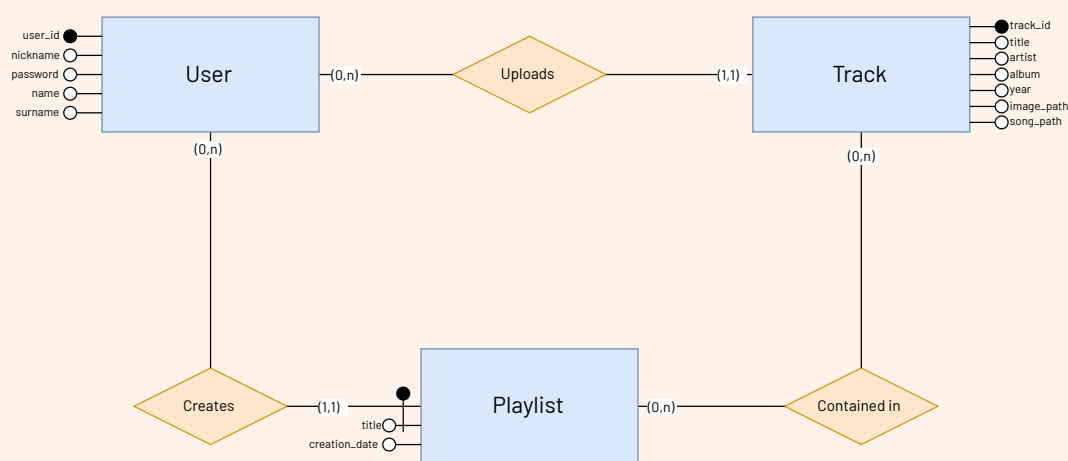 user_id
nickname
password
name
surname
User
(0,n)
Uploads
(1,1)
Track
track_id
title
artist
album
year
image_path
song_path
(0,n)
(0,n)
Creates
(1,1)
title
creation_date
Playlist
(0,n)
Contained in